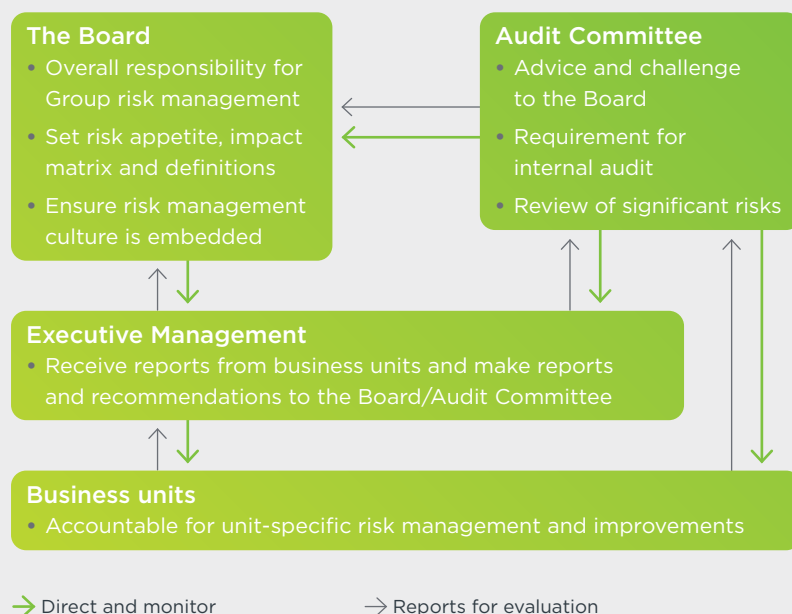 The Board
• Overall responsibility for
Group risk management
• Set risk appetite, impact
matrix and definitions
• Ensure risk management
culture is embedded
Audit Committee
• Advice and challenge
to the Board
• Requirement for
internal audit
• Review of significant risks
Executive Management
• Receive reports from business units and make reports
and recommendations to the Board/Audit Committee
Business units
• Accountable for unit-specific risk management and improvements
Direct and monitor
Reports for evaluation